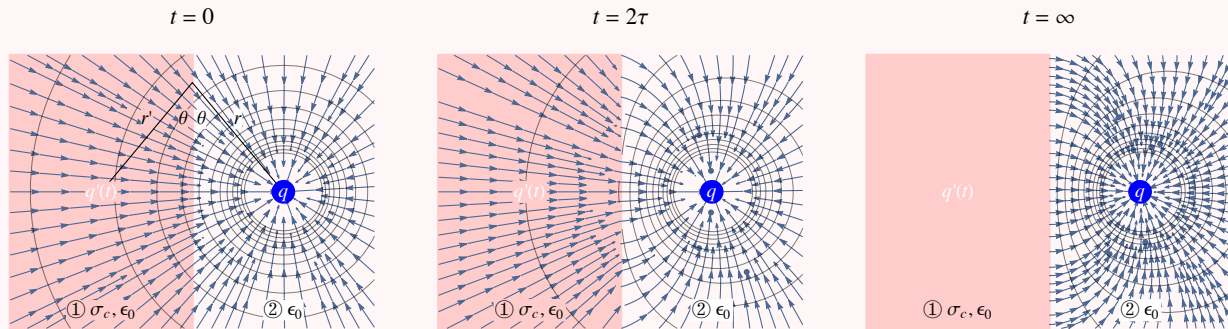 t = 0
t = 2τ
t = ∞
r' θ θ r
q'(t) q
q'(t) q
q'(t) q
① σ_c, ϵ_0 ② ϵ_0
① σ_c, ϵ_0 ② ϵ_0
① σ_c, ϵ_0 ② ϵ_0